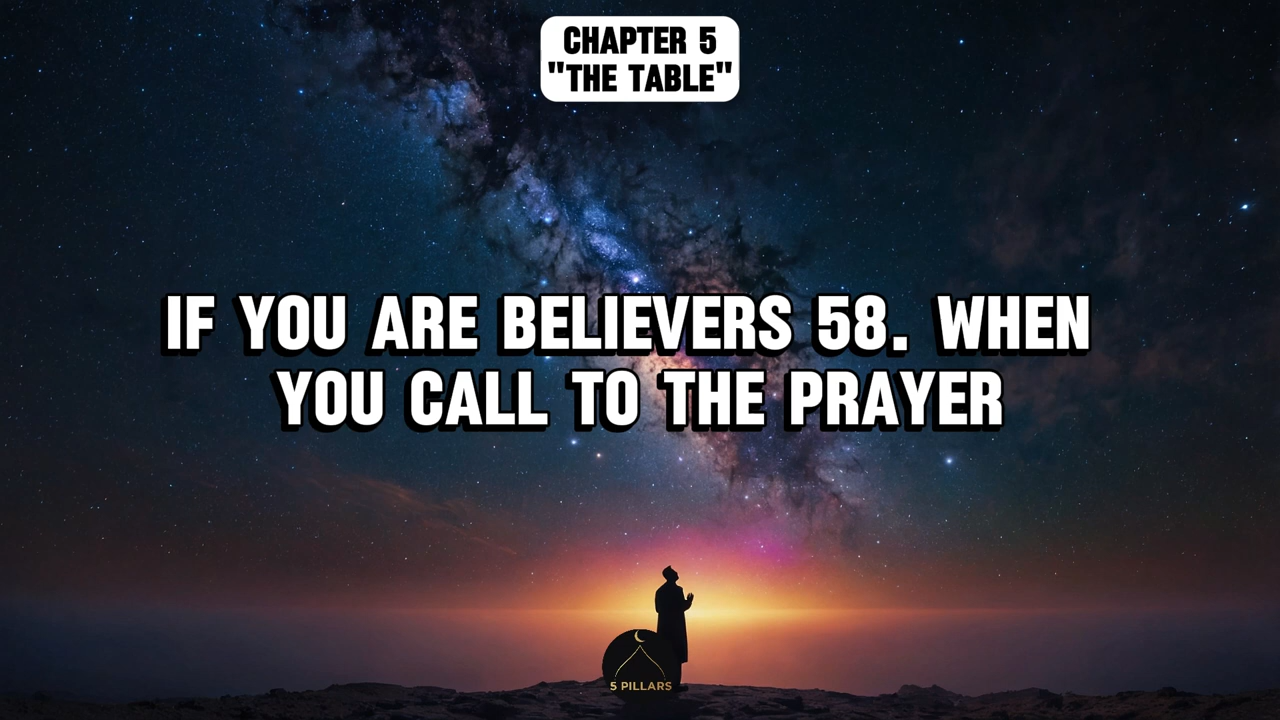 CHAPTER 5
"THE TABLE"
IF YOU ARE BELIEVERS 58. WHEN
YOU CALL TO THE PRAYER
5 PILLARS